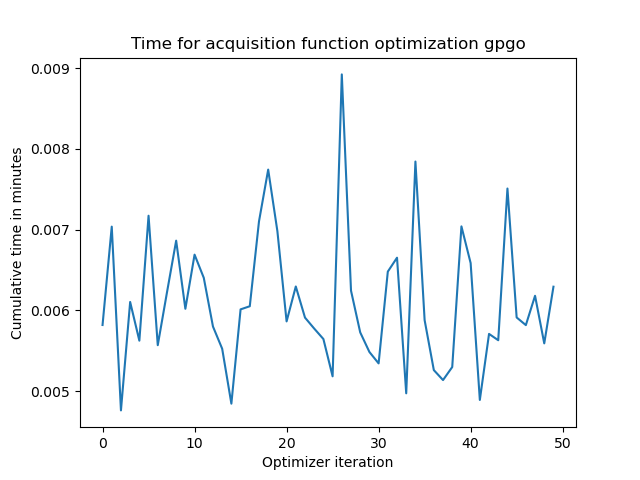 Time for acquisition function optimization gpgo
0.009
0.008
0.007
0.006
0.005
Cumulative time in minutes
0 10 20 30 40 50
Optimizer iteration